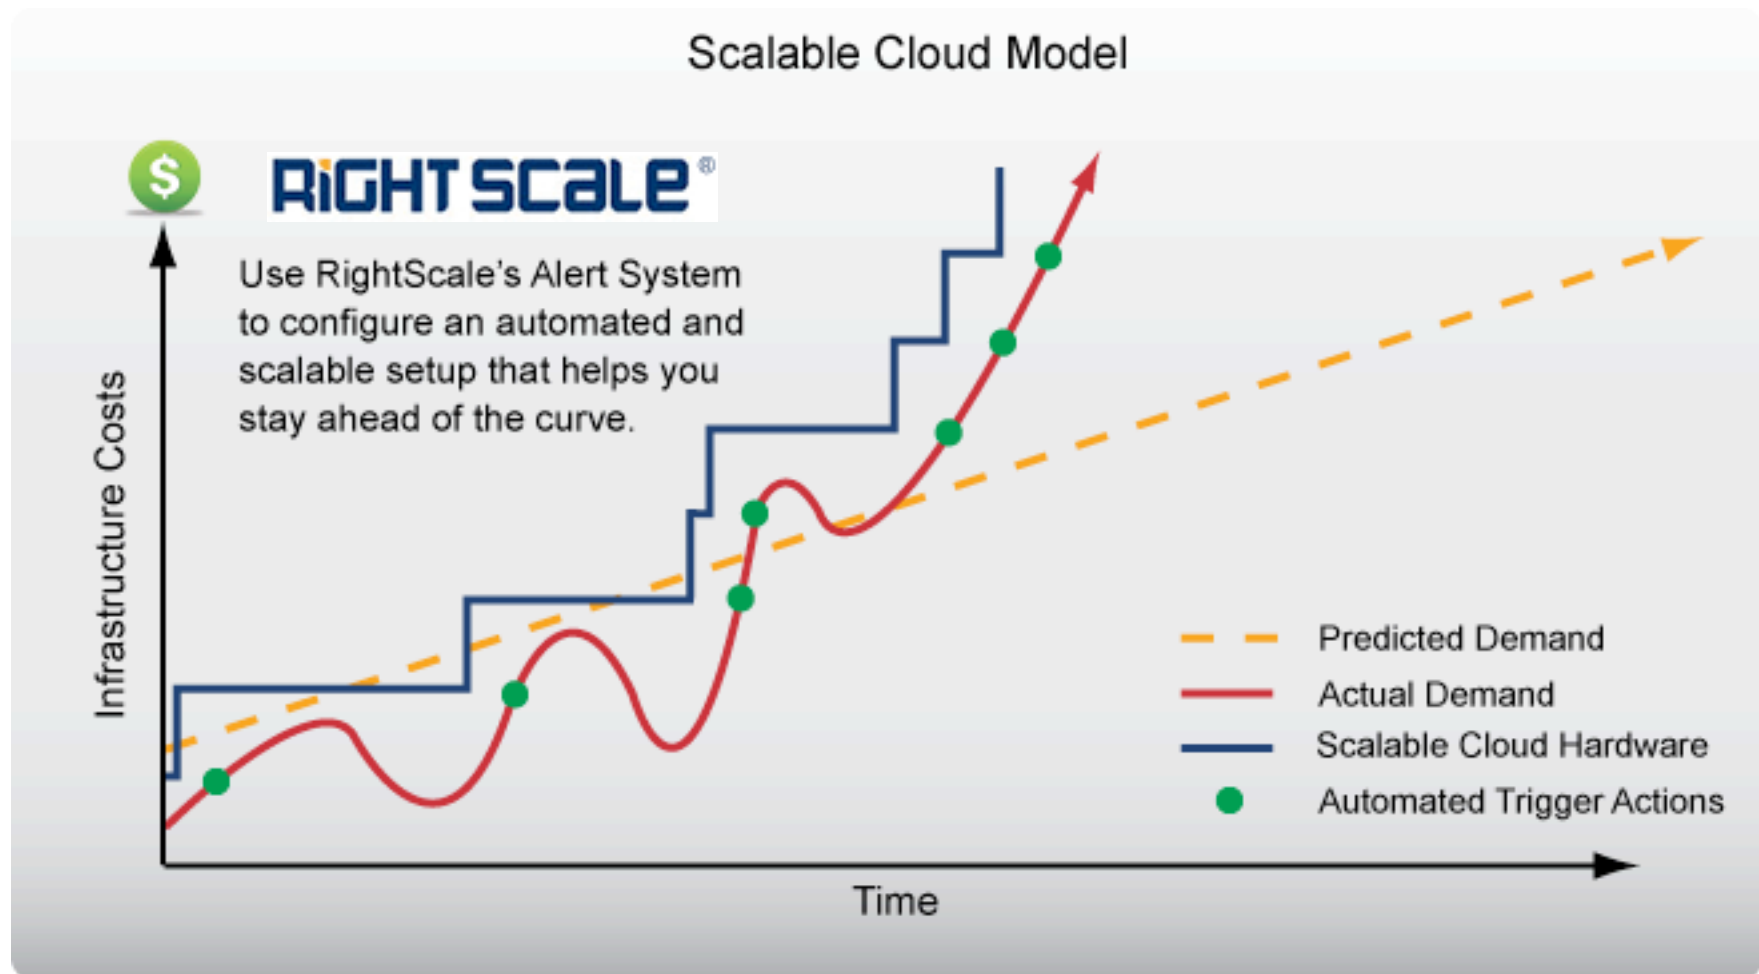 Scalable Cloud Model
$
RiGHT SCALE®
Use RightScale's Alert System
to configure an automated and
scalable setup that helps you
stay ahead of the curve.
Infrastructure Costs
Predicted Demand
Actual Demand
Scalable Cloud Hardware
Automated Trigger Actions
Time